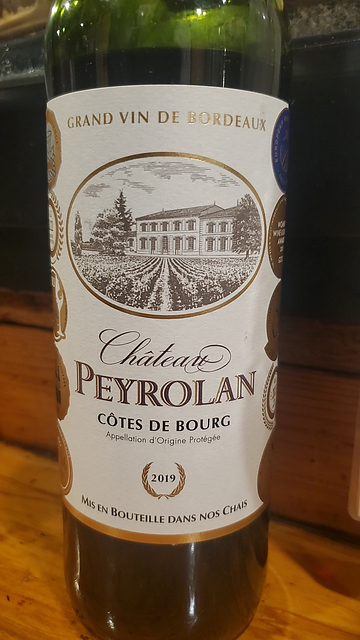 GRAND VIN DE BORDEAUX
Château
PEYROLAN
CÔTES DE BOURG
Appellation d'Origine Protégée
2019
MIS EN BOUTEILLE DANS NOS CHAIS